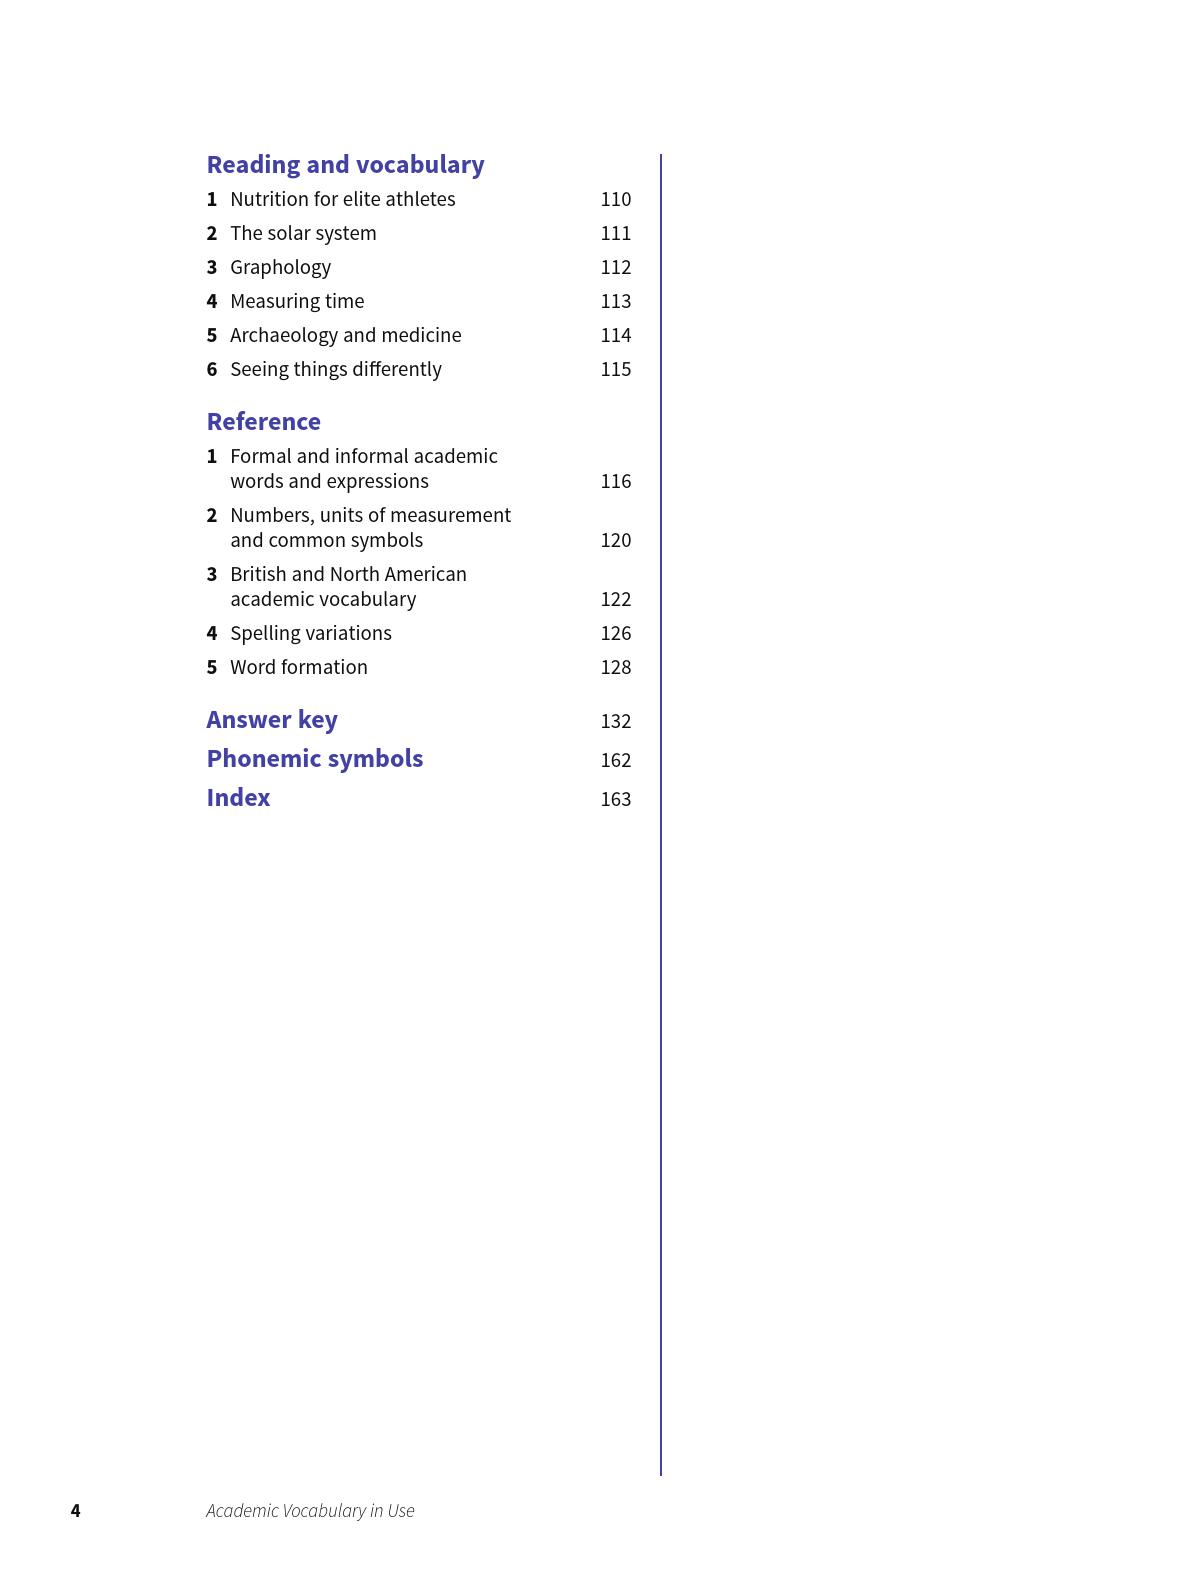 Reading and vocabulary
1 Nutrition for elite athletes 110
2 The solar system 111
3 Graphology 112
4 Measuring time 113
5 Archaeology and medicine 114
6 Seeing things differently 115
Reference
1 Formal and informal academic
words and expressions 116
2 Numbers, units of measurement
and common symbols 120
3 British and North American
academic vocabulary 122
4 Spelling variations 126
5 Word formation 128
Answer key 132
Phonemic symbols 162
Index 163
4 Academic Vocabulary in Use